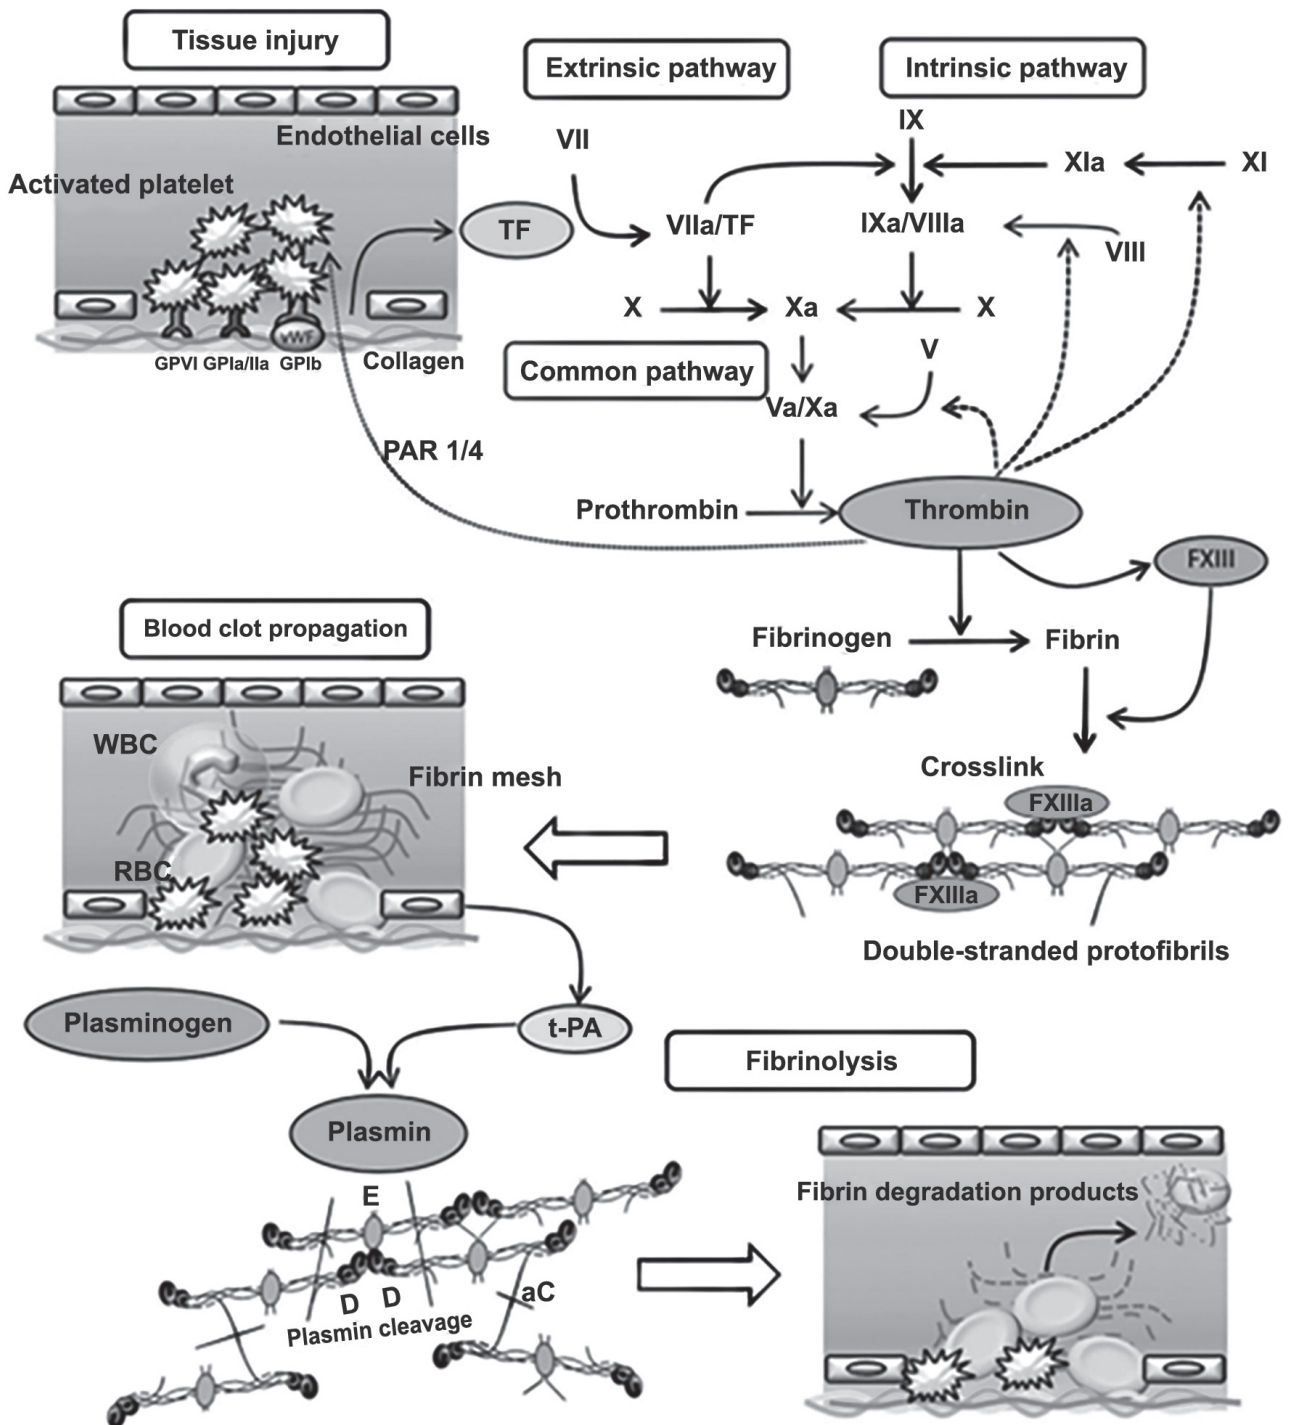 Tissue injury
Extrinsic pathway
Intrinsic pathway
Endothelial cells
Activated platelet
VII
IX
XIa
XI
TF
VIIa/TF
IXa/VIIIa
VIII
X
Xa
X
vWF
GPVI GPIa/IIa GPIb
Collagen
Common pathway
V
Va/Xa
PAR 1/4
Prothrombin
Thrombin
FXIII
Fibrinogen
Fibrin
Blood clot propagation
WBC
Fibrin mesh
RBC
Crosslink
FXIIIa
FXIIIa
Double-stranded protofibrils
Plasminogen
t-PA
Fibrinolysis
Plasmin
E
D D
aC
Plasmin cleavage
Fibrin degradation products